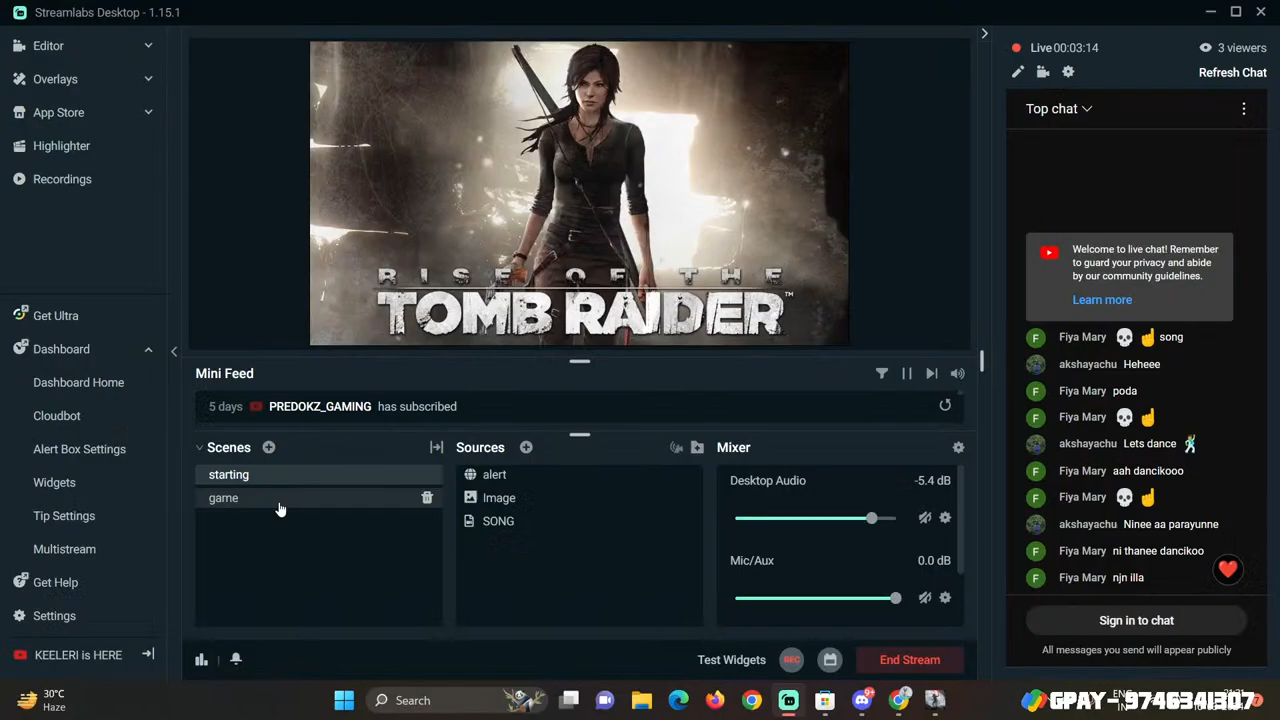 Streamlabs Desktop - 1.15.1
Editor
Overlays
App Store
Highlighter
Recordings
Get Ultra
Dashboard
Dashboard Home
Cloudbot
Alert Box Settings
Widgets
Tip Settings
Multistream
Get Help
Settings
KEELERI is HERE
RISE OF THE
TOMB RAIDER™
Mini Feed
5 days PREDOKZ_GAMING has subscribed
Scenes
starting
game
Sources
alert
Image
SONG
Mixer
Desktop Audio -5.4 dB
Mic/Aux 0.0 dB
Test Widgets REC End Stream
Live 00:03:14 3 viewers
Refresh Chat
Top chat
Welcome to live chat! Remember
to guard your privacy and abide
by our community guidelines.
Learn more
F Fiya Mary 💀☝ song
akshayachu Heheee
F Fiya Mary poda
F Fiya Mary 💀☝
akshayachu Lets dance 🕺
F Fiya Mary aah dancikooo
F Fiya Mary 💀☝
akshayachu Ninee aa parayunne
F Fiya Mary ni thanee dancikoo
F Fiya Mary njn illa
Sign in to chat
All messages you send will appear publicly
30°C
Haze
Search
ENG
GPAY - 9746341307